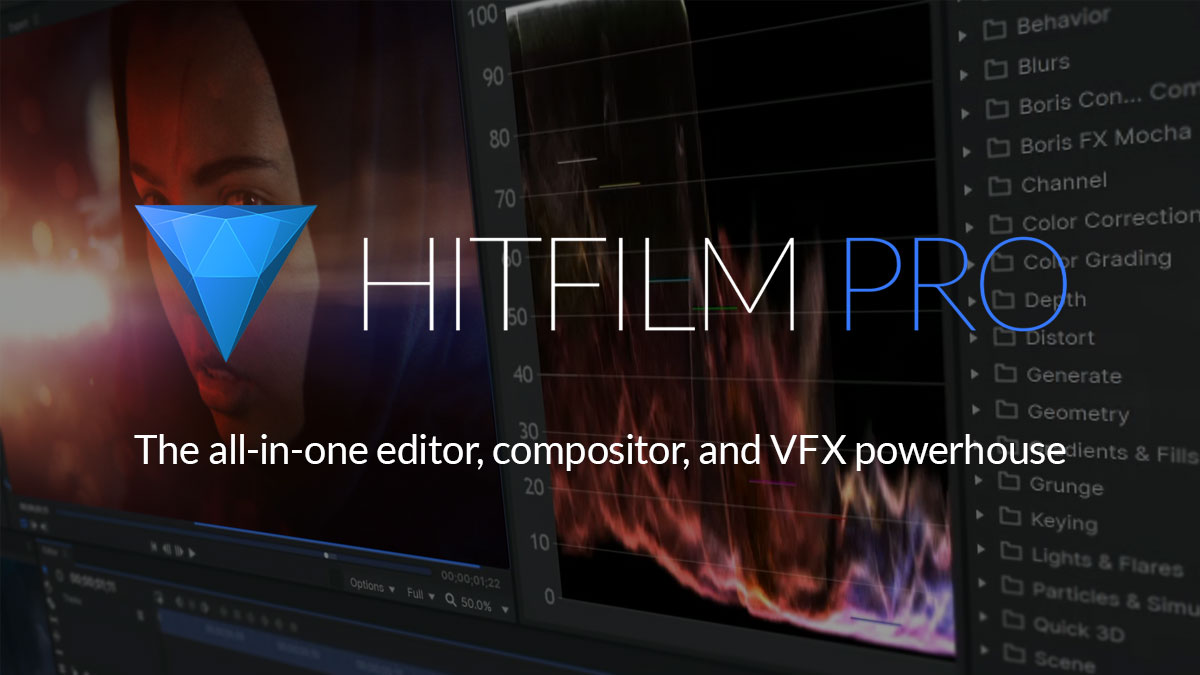 HITFILM PRO
The all-in-one editor, compositor, and VFX powerhouse
100
90
80
70
60
50
40
30
20
10
0
Behavior
Blurs
Boris Con... Com
Boris FX Mocha
Channel
Color Correction
Color Grading
Depth
Distort
Generate
Geometry
Gradients & Fills
Grunge
Keying
Lights & Flares
Particles & Simu
Quick 3D
Scene
00;00;01;22
Options
Full
50.0%